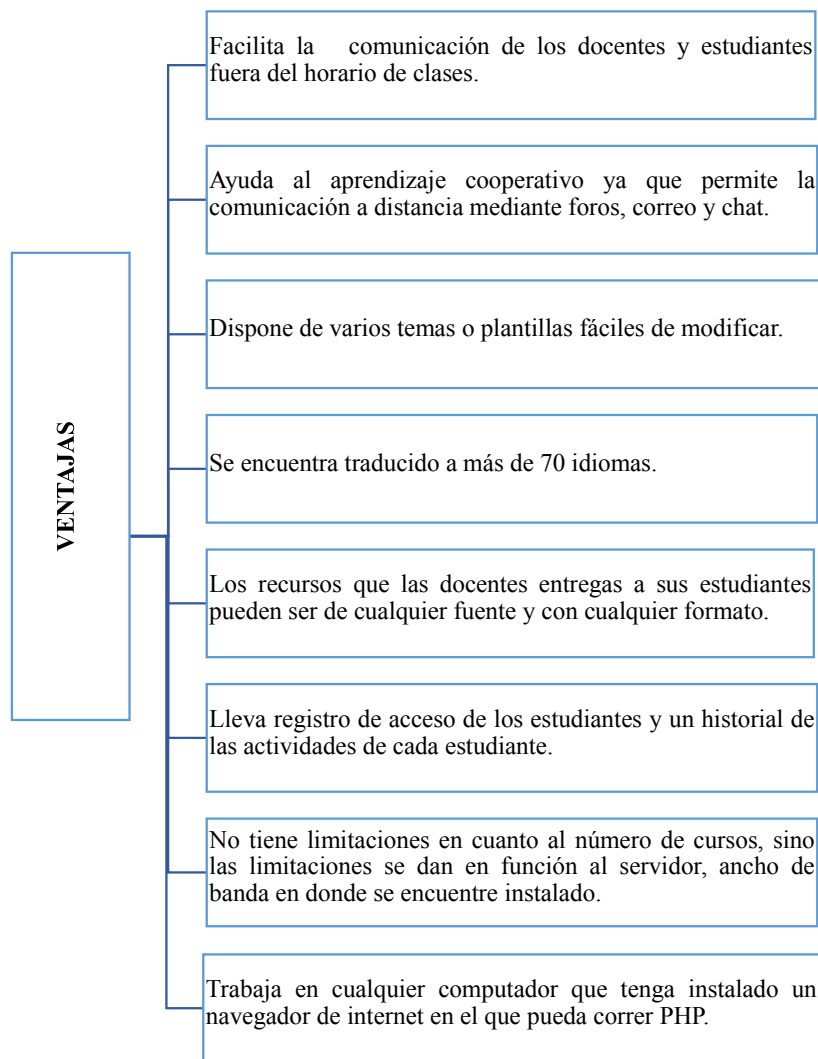 VENTAJAS
Facilita la comunicación de los docentes y estudiantes
fuera del horario de clases.
Ayuda al aprendizaje cooperativo ya que permite la
comunicación a distancia mediante foros, correo y chat.
Dispone de varios temas o plantillas fáciles de modificar.
Se encuentra traducido a más de 70 idiomas.
Los recursos que las docentes entregas a sus estudiantes
pueden ser de cualquier fuente y con cualquier formato.
Lleva registro de acceso de los estudiantes y un historial de
las actividades de cada estudiante.
No tiene limitaciones en cuanto al número de cursos, sino
las limitaciones se dan en función al servidor, ancho de
banda en donde se encuentre instalado.
Trabaja en cualquier computador que tenga instalado un
navegador de internet en el que pueda correr PHP.